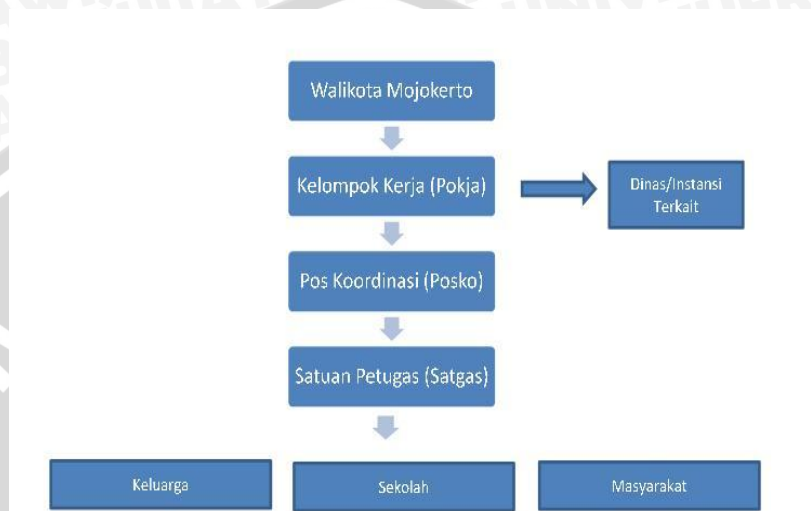 Walikota Mojokerto
Kelompok Kerja (Pokja)
Dinas/Instansi
Terkait
Pos Koordinasi (Posko)
Satuan Petugas (Satgas)
Keluarga
Sekolah
Masyarakat